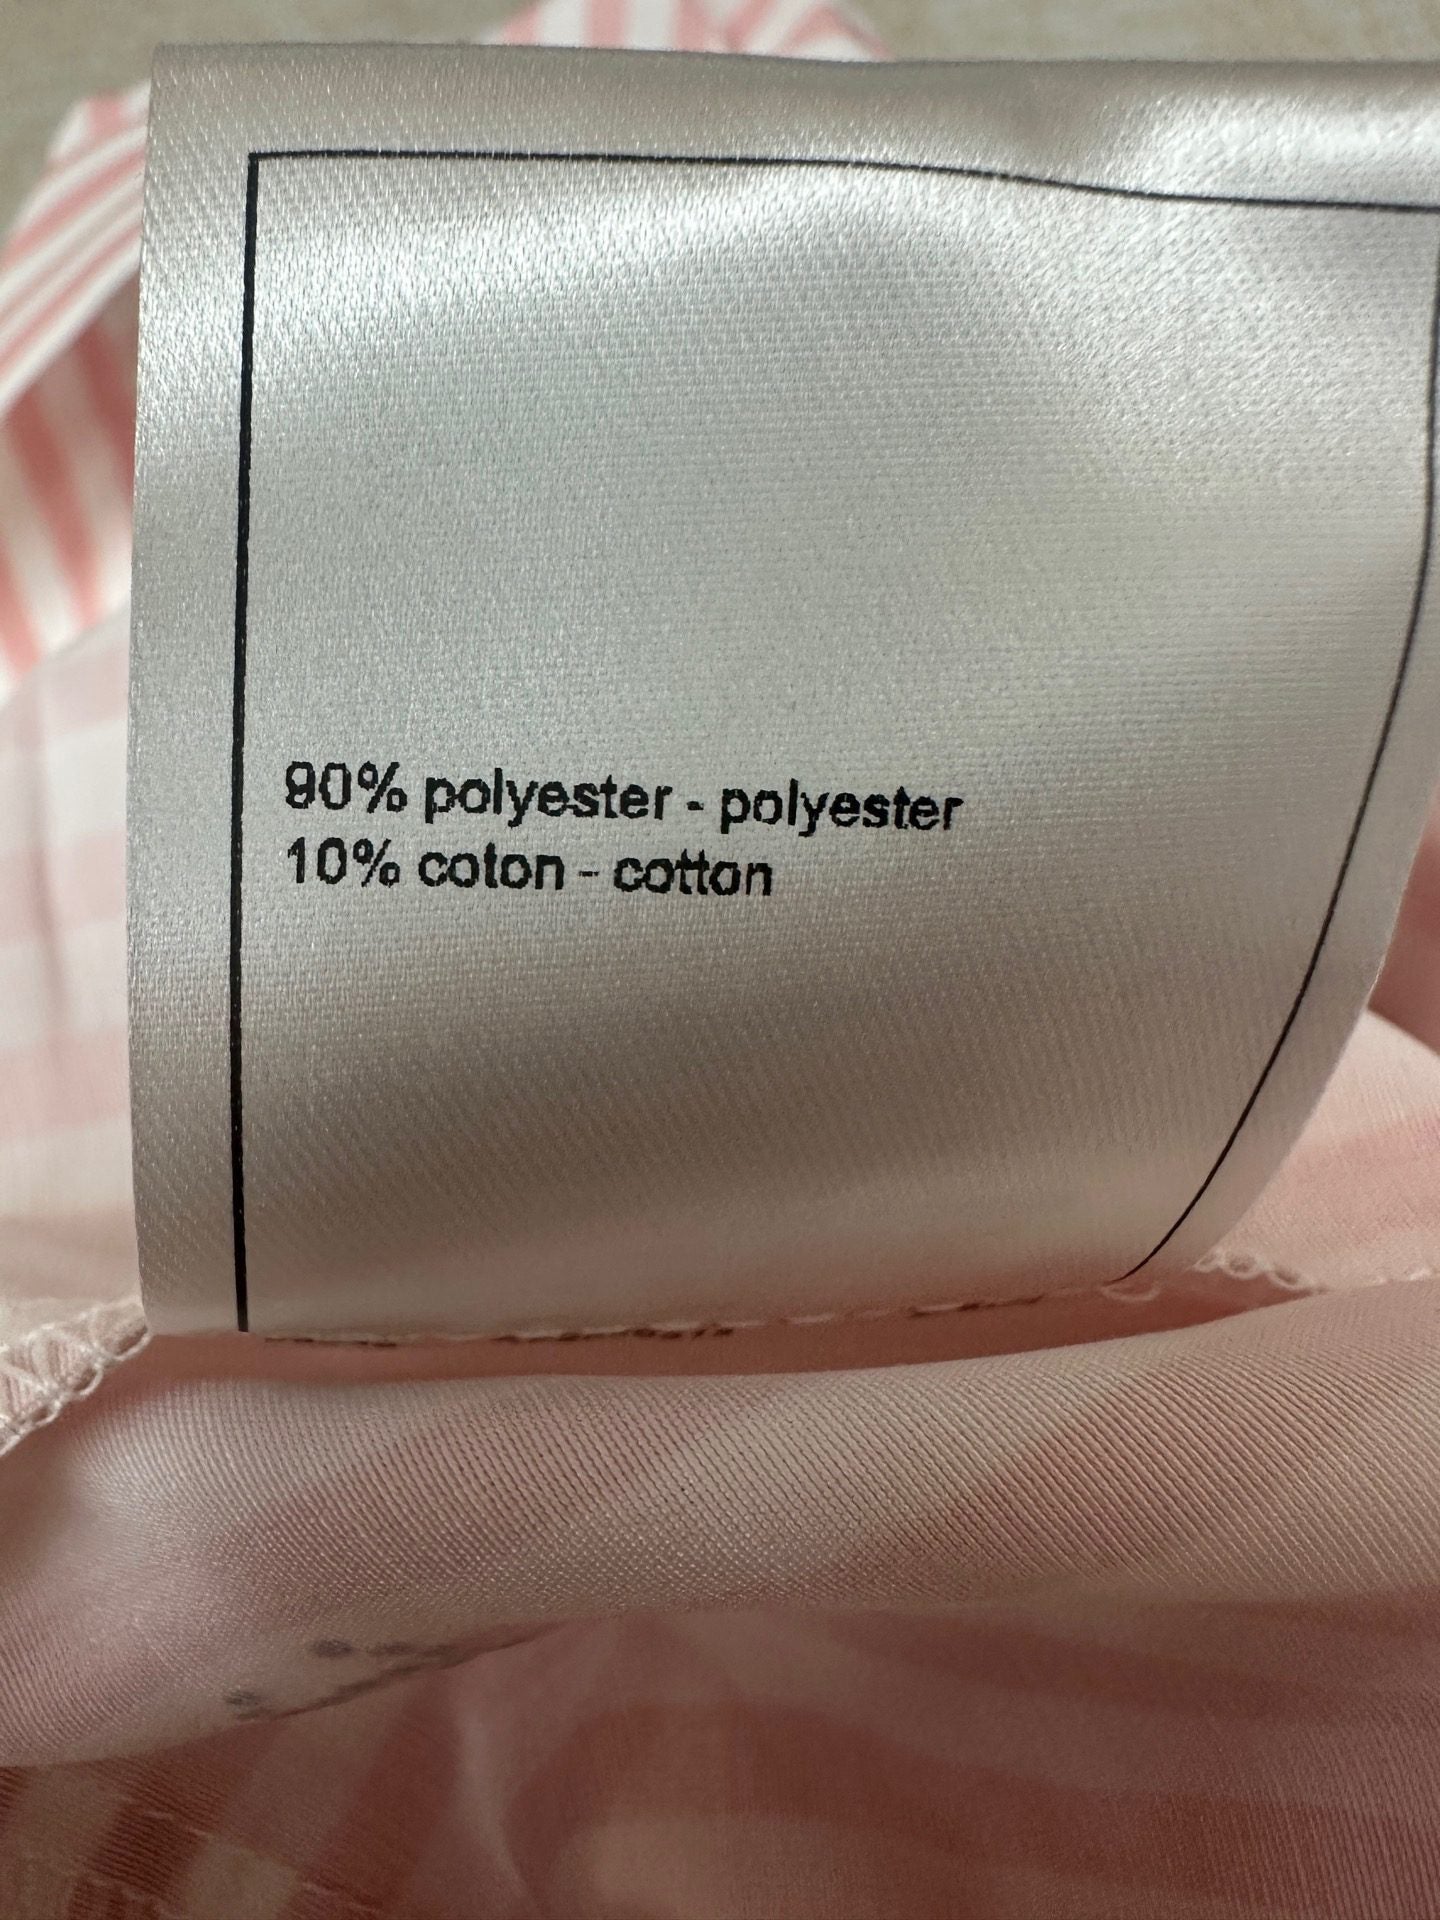 90% polyester - polyester
10% coton - cotton